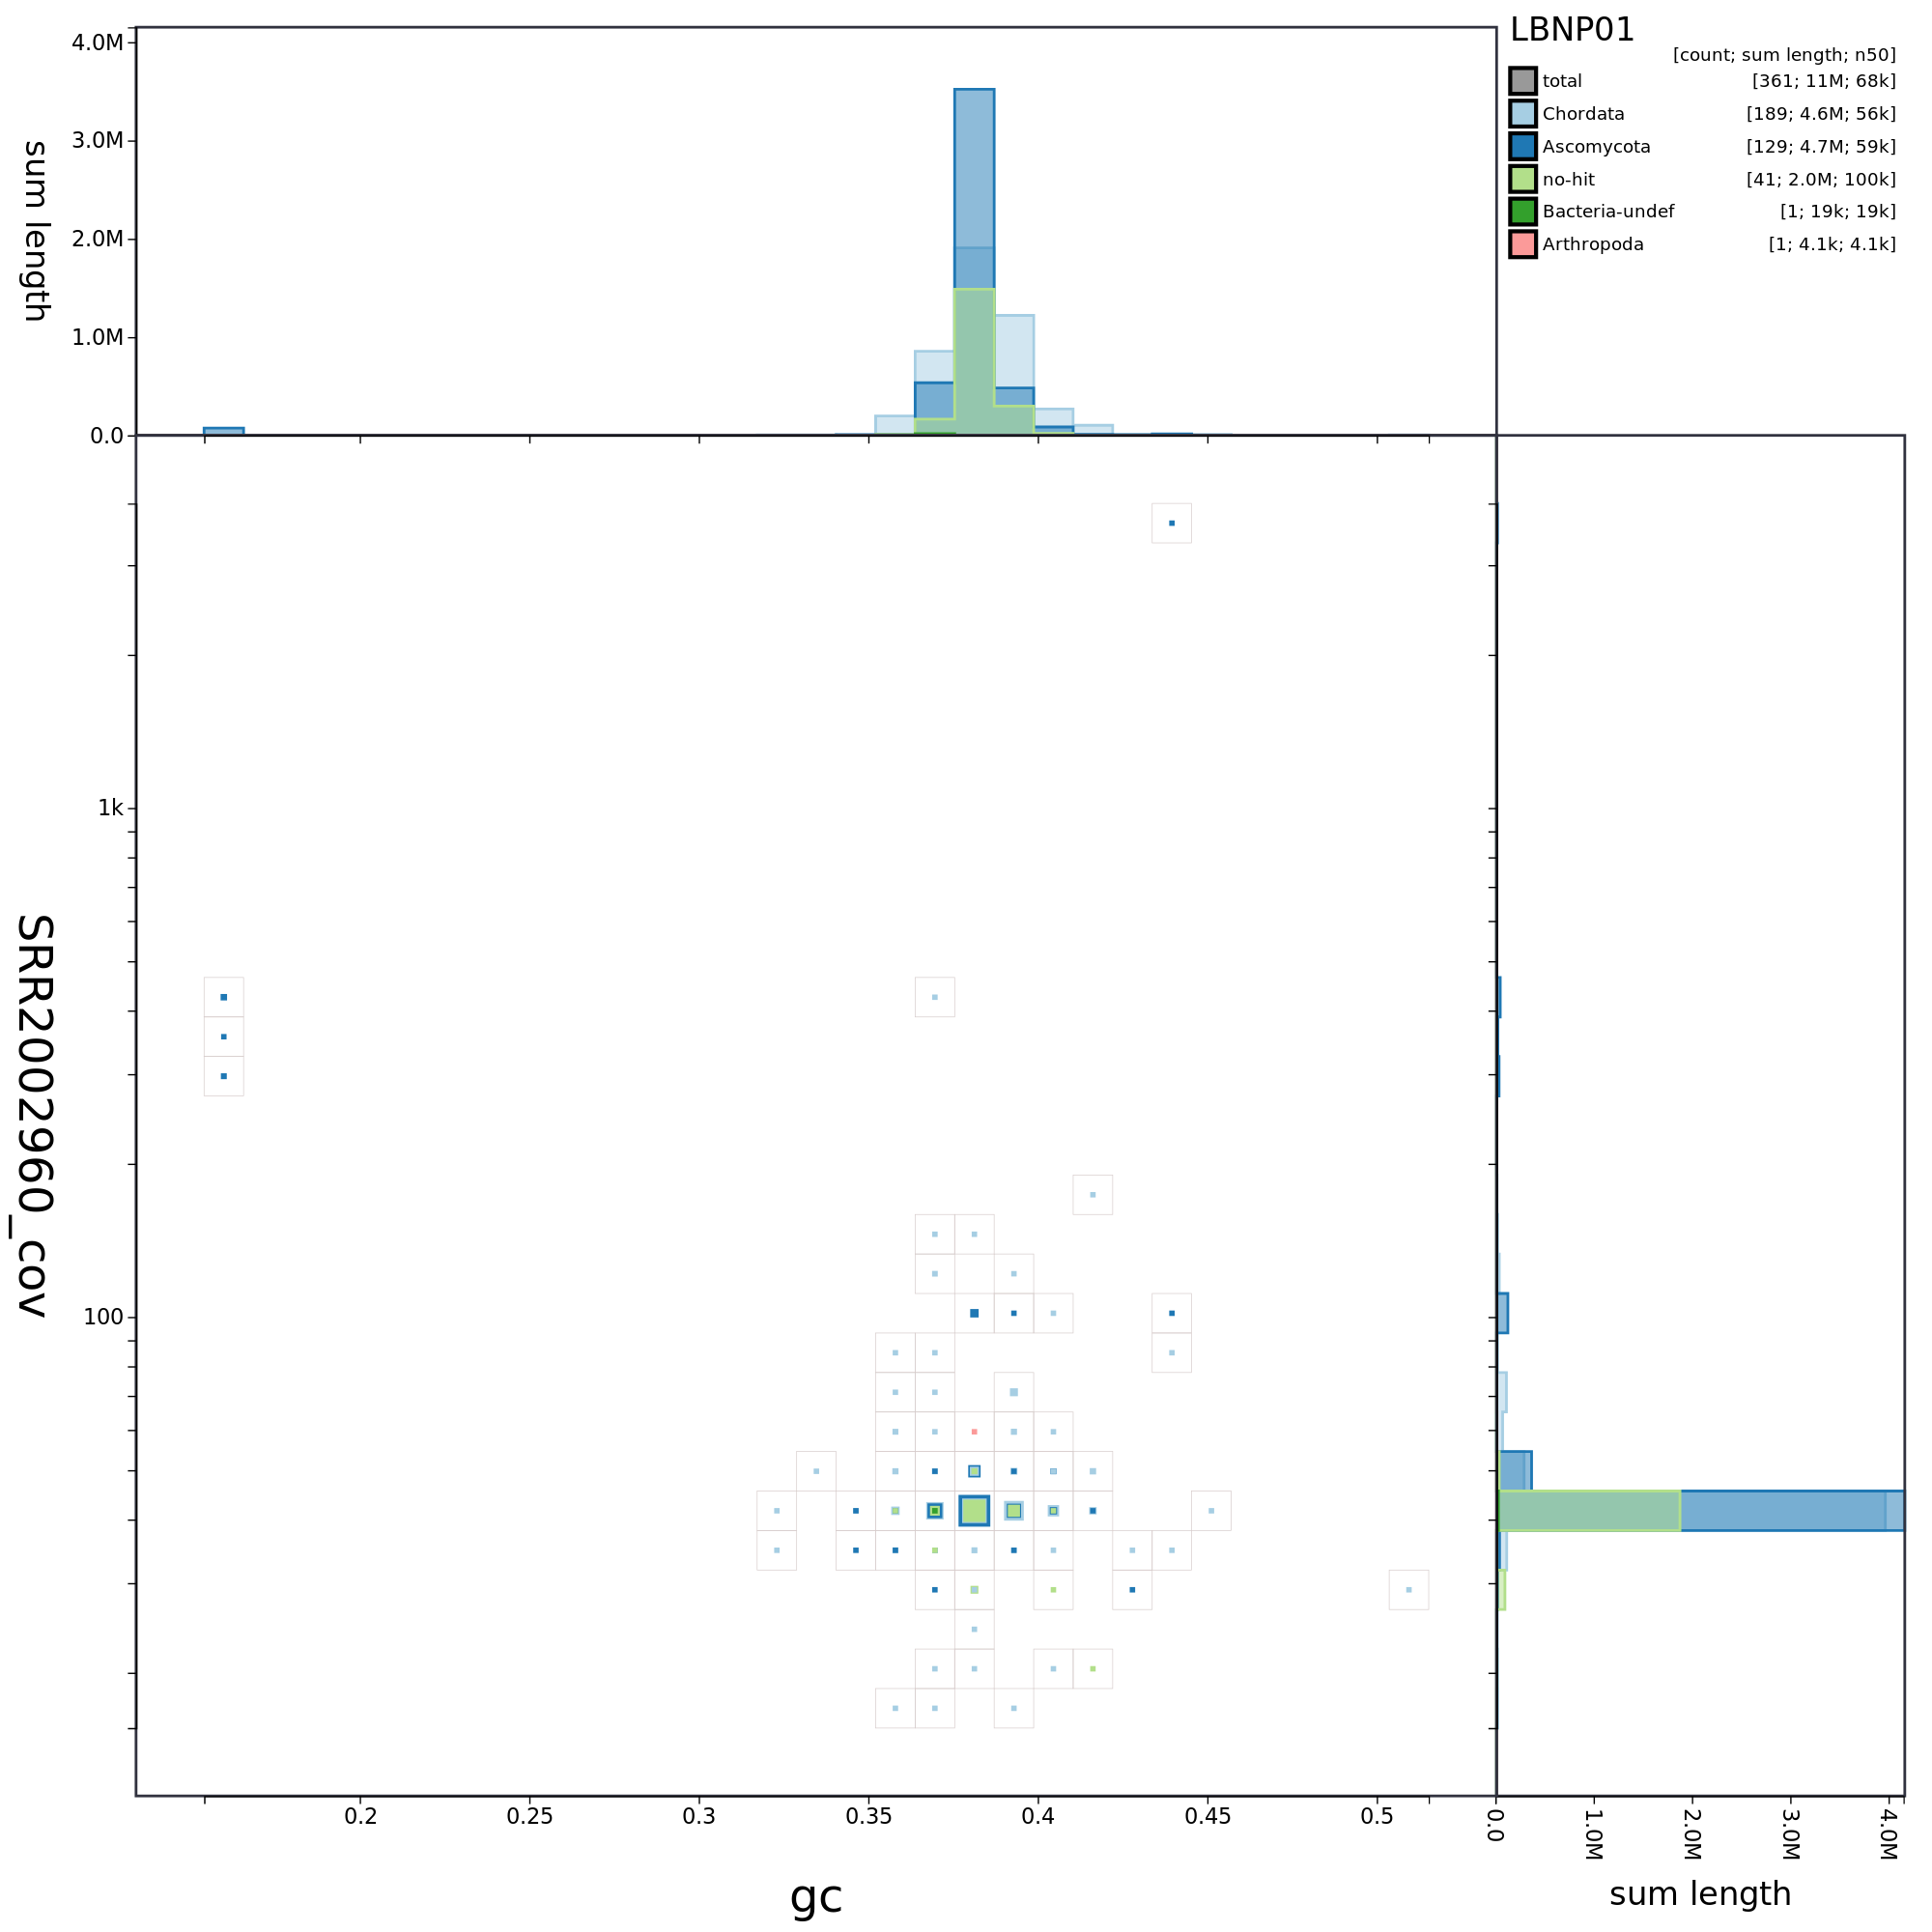 LBNP01
[count; sum length; n50]
total [361; 11M; 68k]
Chordata [189; 4.6M; 56k]
Ascomycota [129; 4.7M; 59k]
no-hit [41; 2.0M; 100k]
Bacteria-undef [1; 19k; 19k]
Arthropoda [1; 4.1k; 4.1k]
sum length
4.0M
3.0M
2.0M
1.0M
0.0
SRR2002960_cov
1k
100
0.2 0.25 0.3 0.35 0.4 0.45 0.5
gc
0.0 1.0M 2.0M 3.0M 4.0M
sum length